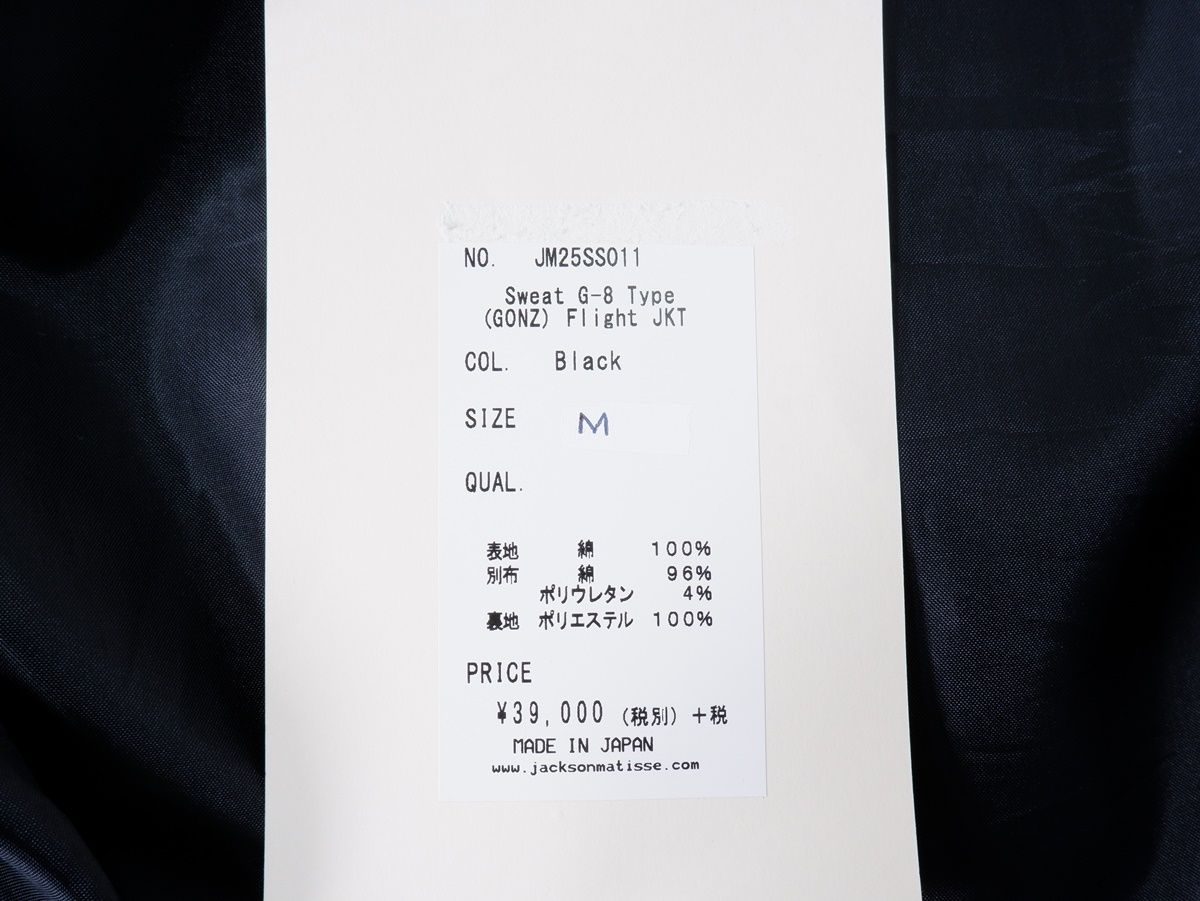 NO. JM25SS011
Sweat G-8 Type
(GONZ) Flight JKT
COL. Black
SIZE M
QUAL.
表地 綿 100%
別布 綿 96%
ポリウレタン 4%
裏地 ポリエステル 100%
PRICE
¥39,000 (税別) +税
MADE IN JAPAN
www.jacksonmatisse.com